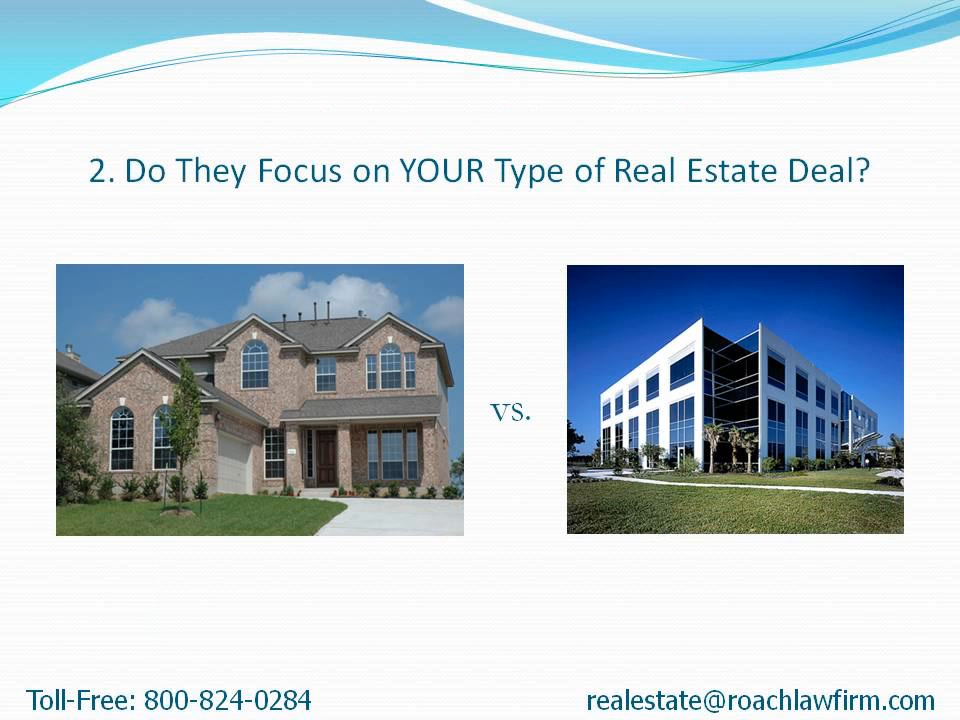 2. Do They Focus on YOUR Type of Real Estate Deal?
vs.
Toll-Free: 800-824-0284
realestate@roachlawfirm.com